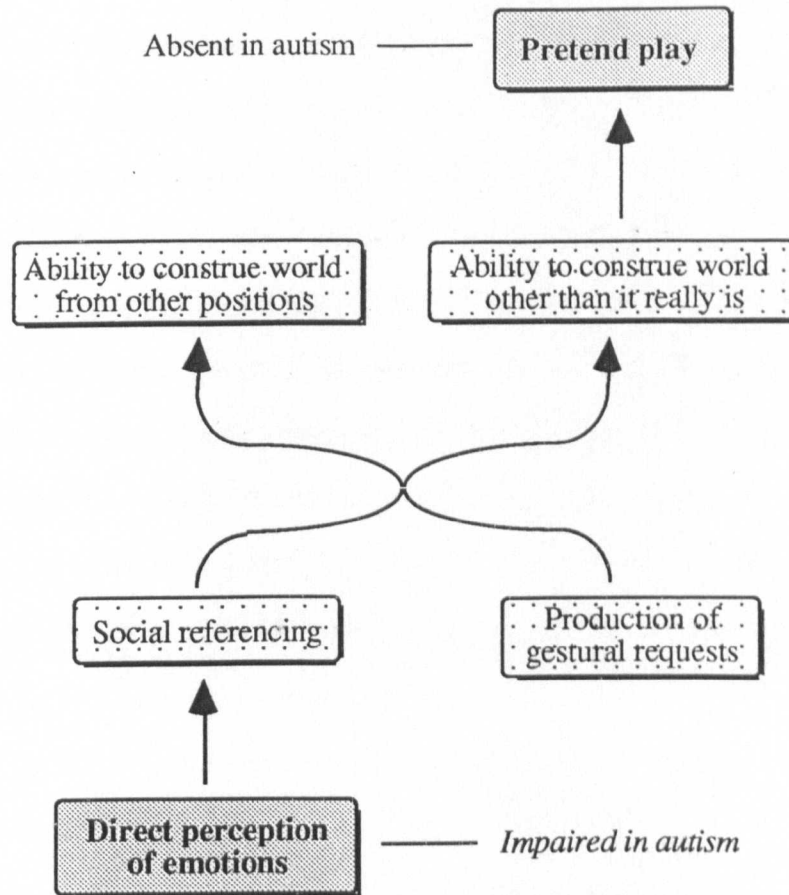 Absent in autism
Pretend play
Ability to construe world
from other positions
Ability to construe world
other than it really is
Social referencing
Production of
gestural requests
Direct perception
of emotions
Impaired in autism